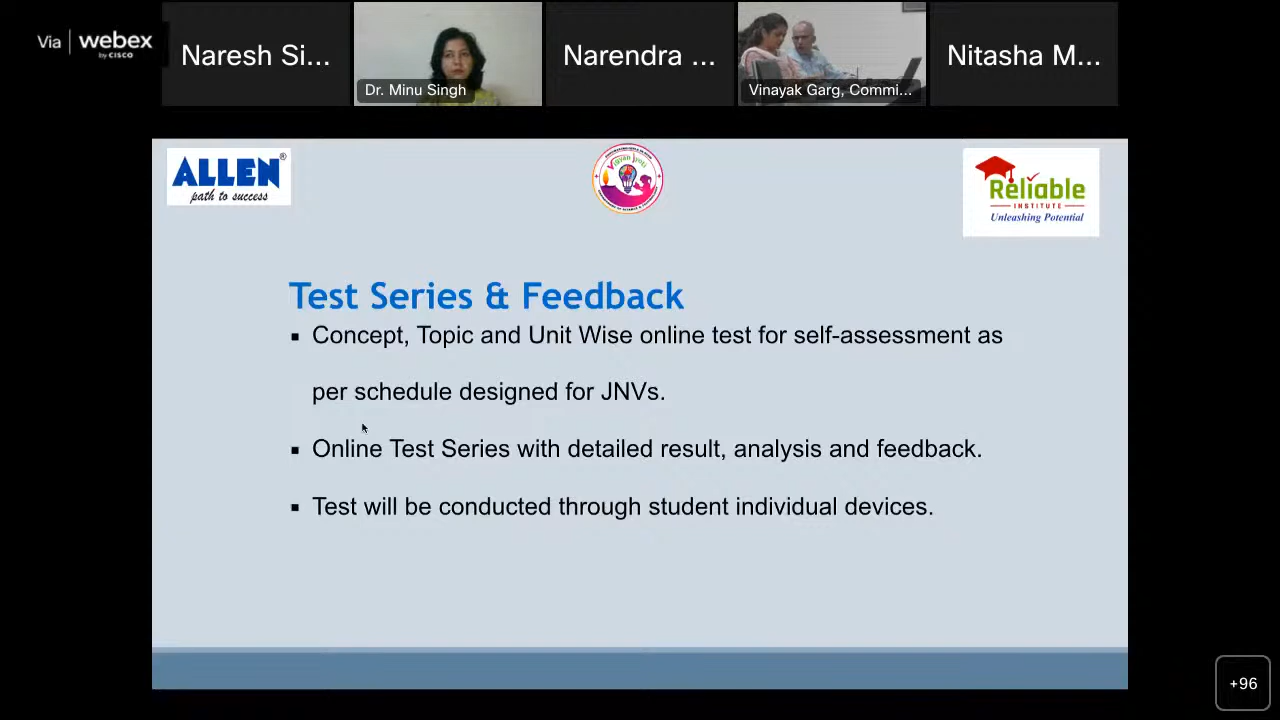 Via webex
by CISCO
Naresh Si...
Dr. Minu Singh
Narendra ...
Vinayak Garg, Commi...
Nitasha M...
ALLEN®
path to success
Reliable
INSTITUTE
Unleashing Potential
Test Series & Feedback
▪ Concept, Topic and Unit Wise online test for self-assessment as
per schedule designed for JNVs.
▪ Online Test Series with detailed result, analysis and feedback.
▪ Test will be conducted through student individual devices.
+96